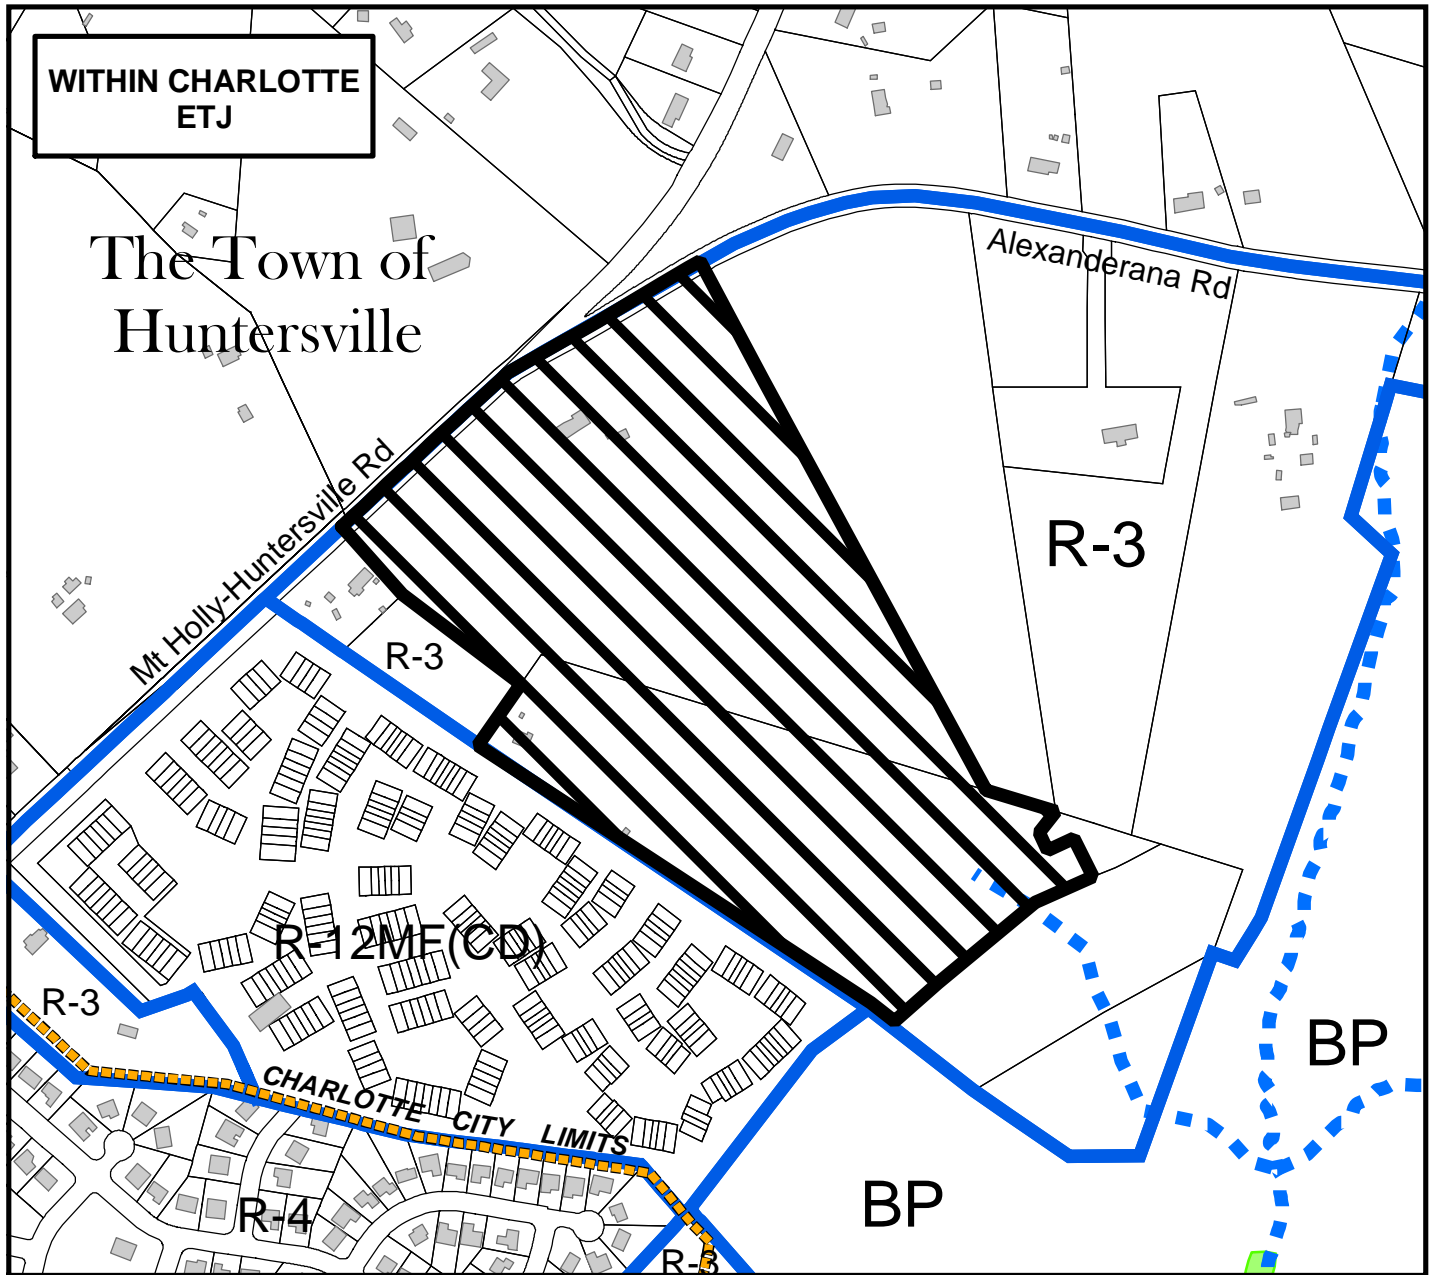 WITHIN CHARLOTTE
ETJ
The Town of
Huntersville
Alexanderana Rd
Mt Holly-Huntersville Rd
R-3
R-3
R-12MF(CD)
R-3
BP
CHARLOTTE CITY LIMITS
BP
R-4
R-3